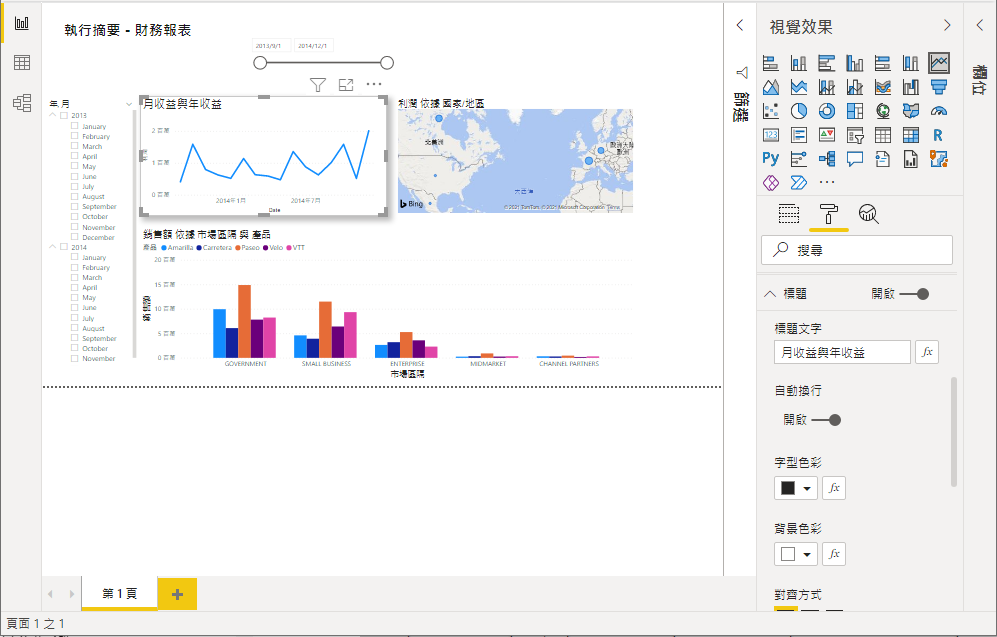 執行摘要 - 財務報表
2013/9/1
2014/12/1
年, 月
2013
January
February
March
April
May
June
July
August
September
October
November
December
2014
January
February
March
April
May
June
July
August
September
October
November
月收益與年收益
2 百萬
1 百萬
0 百萬
2014年1月
2014年7月
Date
利潤 依據 國家/地區
北美洲
歐洲
大西洋
Bing
© 2021 TomTom, © 2021 Microsoft Corporation Terms
銷售額 依據 市場區隔 與 產品
產品 Amarilla Carretera Paseo Velo VTT
20 百萬
15 百萬
10 百萬
5 百萬
0 百萬
銷售額
GOVERNMENT
SMALL BUSINESS
ENTERPRISE
MIDMARKET
CHANNEL PARTNERS
市場區隔
篩選
視覺效果
123
R
Py
搜尋
標題
開啟
標題文字
月收益與年收益
fx
自動換行
開啟
字型色彩
fx
背景色彩
fx
對齊方式
欄位
第 1 頁
頁面 1 之 1